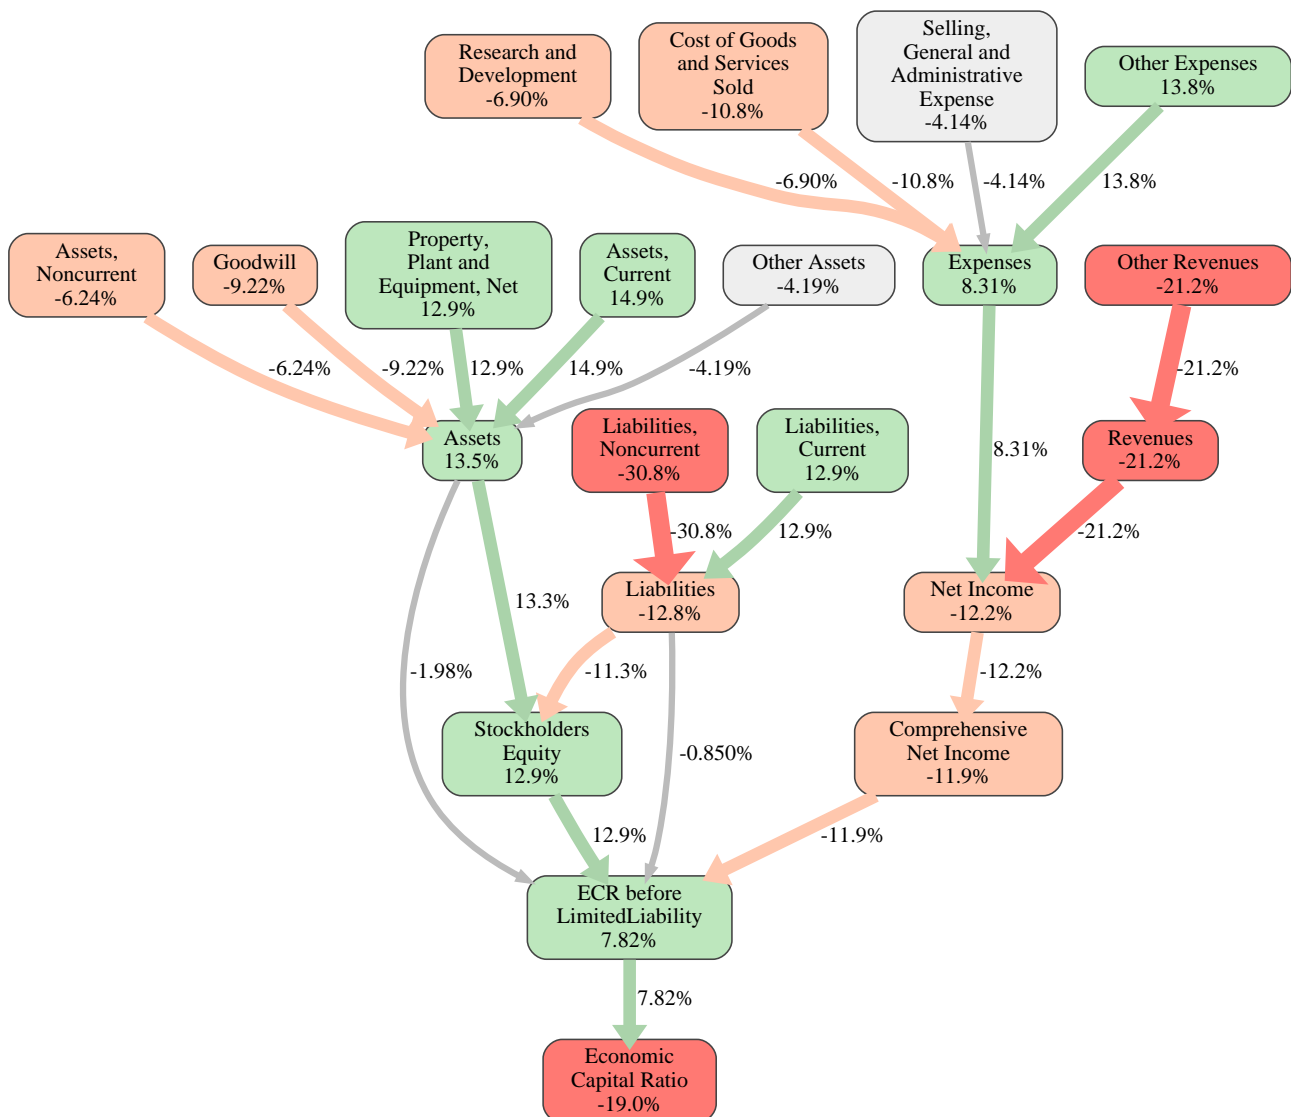 Research and
Development
-6.90%
Cost of Goods
and Services
Sold
-10.8%
Selling,
General and
Administrative
Expense
-4.14%
Other Expenses
13.8%
-6.90%
-10.8%
-4.14%
13.8%
Assets,
Noncurrent
-6.24%
Goodwill
-9.22%
Property,
Plant and
Equipment, Net
12.9%
Assets,
Current
14.9%
Other Assets
-4.19%
Expenses
8.31%
Other Revenues
-21.2%
-6.24%
-9.22%
12.9%
14.9%
-4.19%
-21.2%
Assets
13.5%
Liabilities,
Noncurrent
-30.8%
Liabilities,
Current
12.9%
8.31%
Revenues
-21.2%
-30.8%
12.9%
-21.2%
13.3%
Liabilities
-12.8%
Net Income
-12.2%
-1.98%
-11.3%
-12.2%
Stockholders
Equity
12.9%
-0.850%
Comprehensive
Net Income
-11.9%
12.9%
-11.9%
ECR before
LimitedLiability
7.82%
7.82%
Economic
Capital Ratio
-19.0%